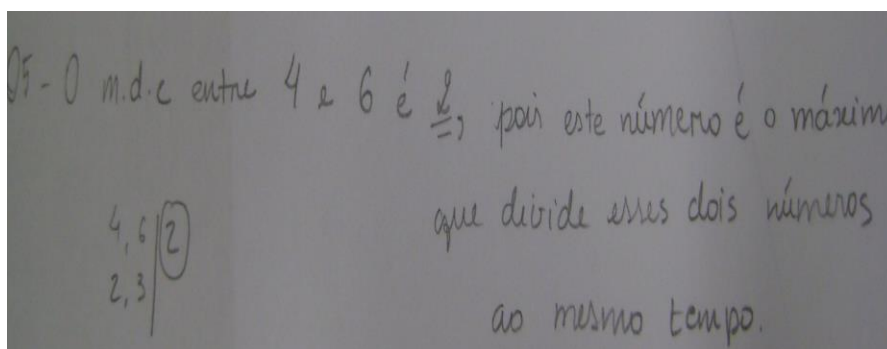 05 - O m.d.c entre 4 e 6 é 2, pois este número é o máxim
que divide esses dois números
ao mesmo tempo.
4, 6 | 2
2, 3 |